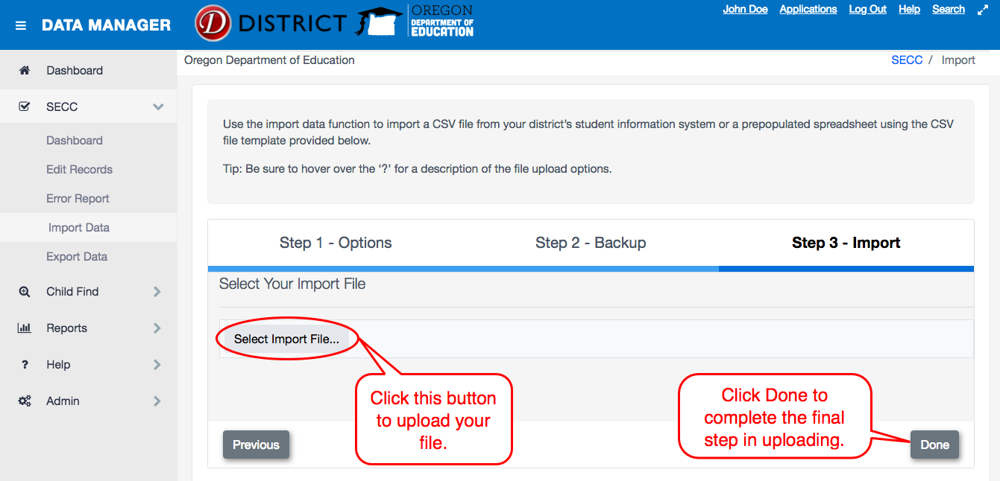 DATA MANAGER
D DISTRICT
OREGON
DEPARTMENT OF
EDUCATION
John Doe Applications Log Out Help Search
Oregon Department of Education
SECC / Import
Dashboard
SECC
Dashboard
Edit Records
Error Report
Import Data
Export Data
Child Find
Reports
? Help
Admin
Use the import data function to import a CSV file from your district's student information system or a prepopulated spreadsheet using the CSV
file template provided below.
Tip: Be sure to hover over the ‘?’ for a description of the file upload options.
Step 1 - Options
Step 2 - Backup
Step 3 - Import
Select Your Import File
Select Import File...
Click this button
to upload your
file.
Click Done to
complete the final
step in uploading.
Previous
Done